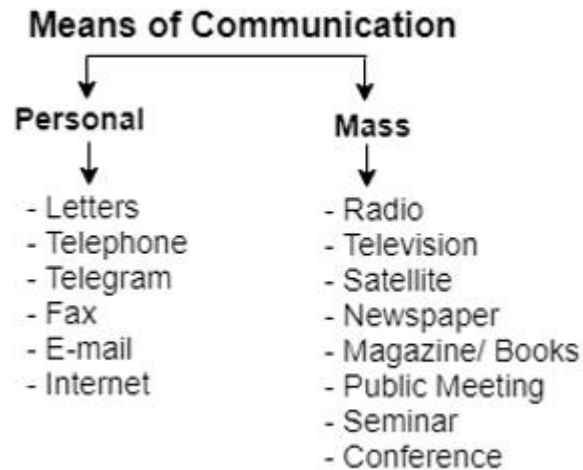 Means of Communication
Personal
- Letters
- Telephone
- Telegram
- Fax
- E-mail
- Internet
Mass
- Radio
- Television
- Satellite
- Newspaper
- Magazine/ Books
- Public Meeting
- Seminar
- Conference